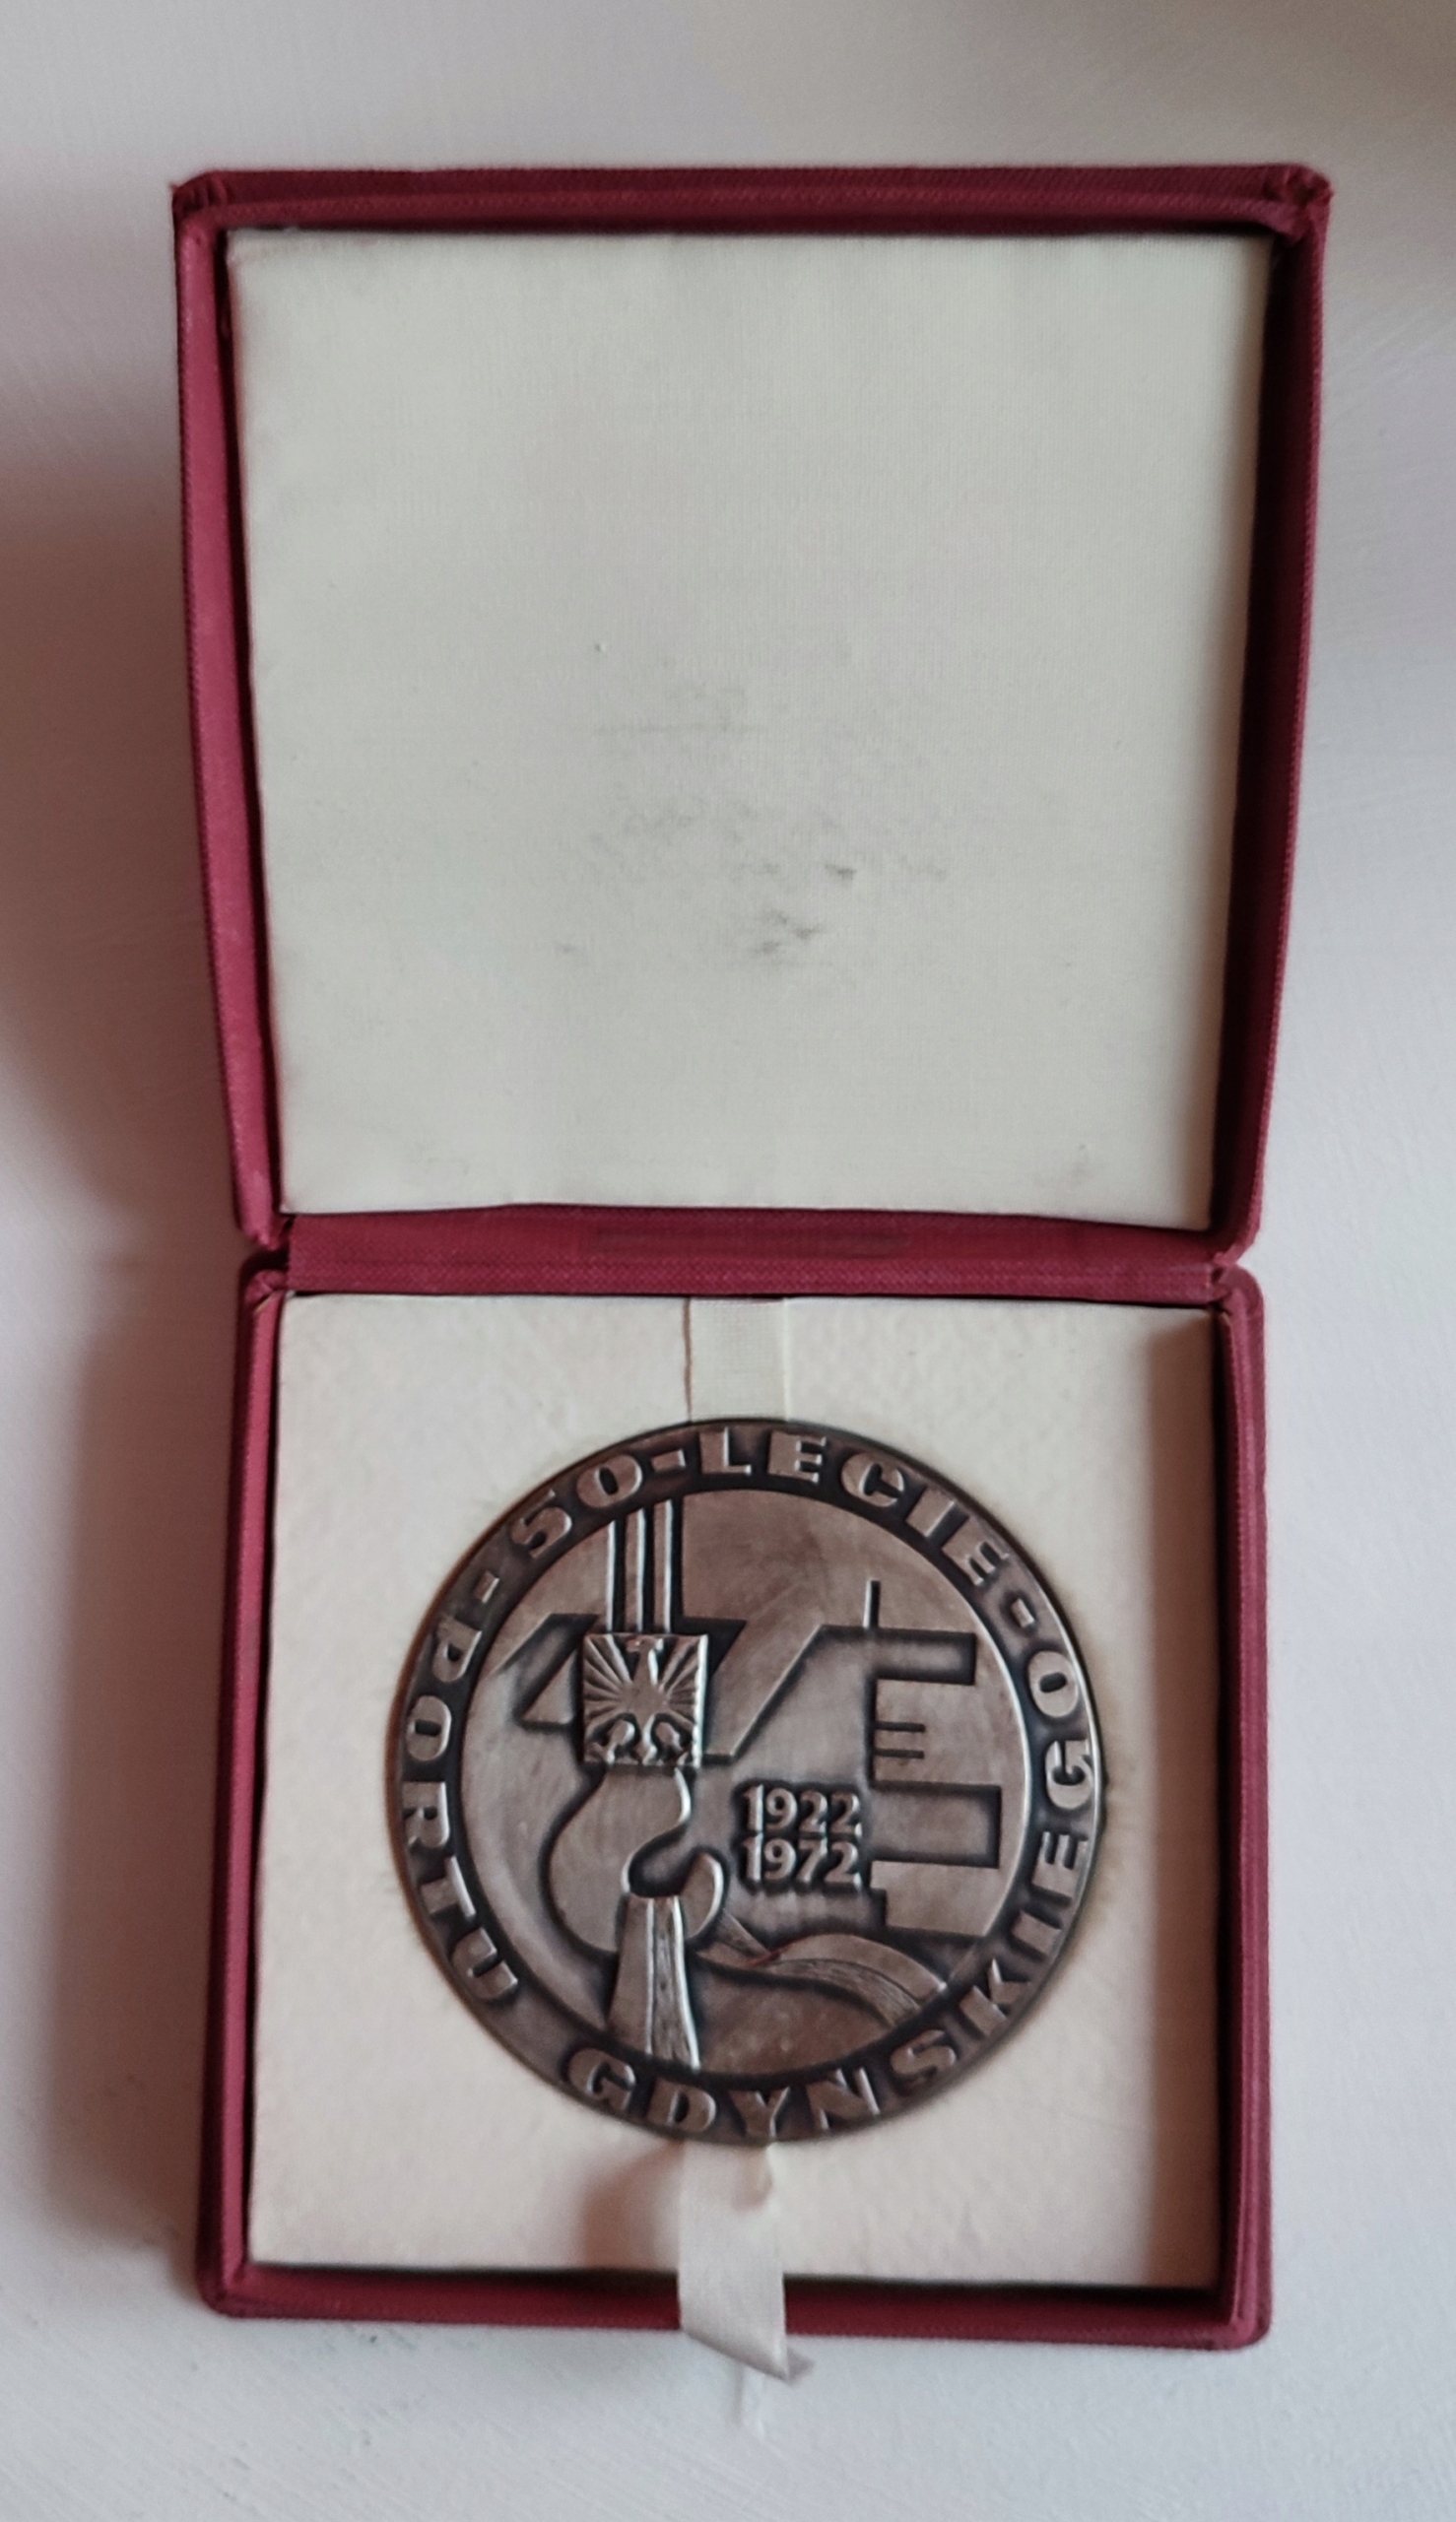 50-LECIE
PORTU GDYNSKIEGO
1922
1972